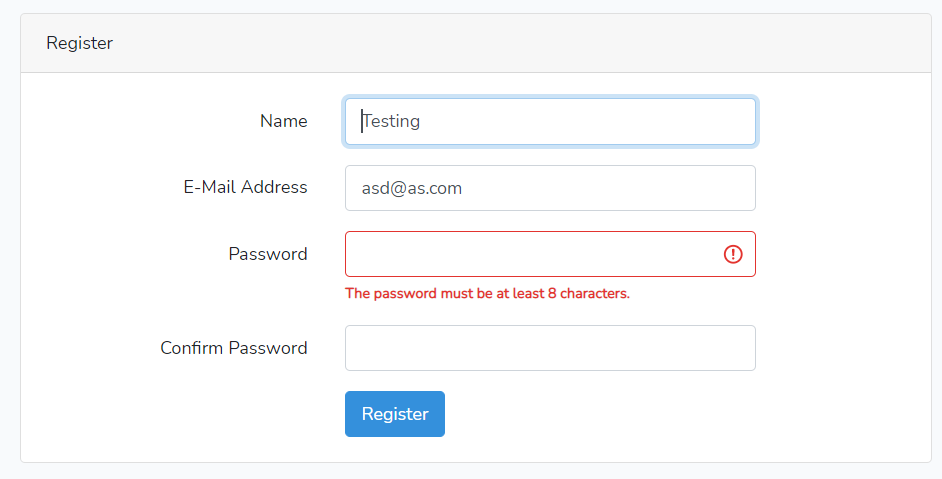 Register
Name Testing
E-Mail Address asd@as.com
Password
The password must be at least 8 characters.
Confirm Password
Register